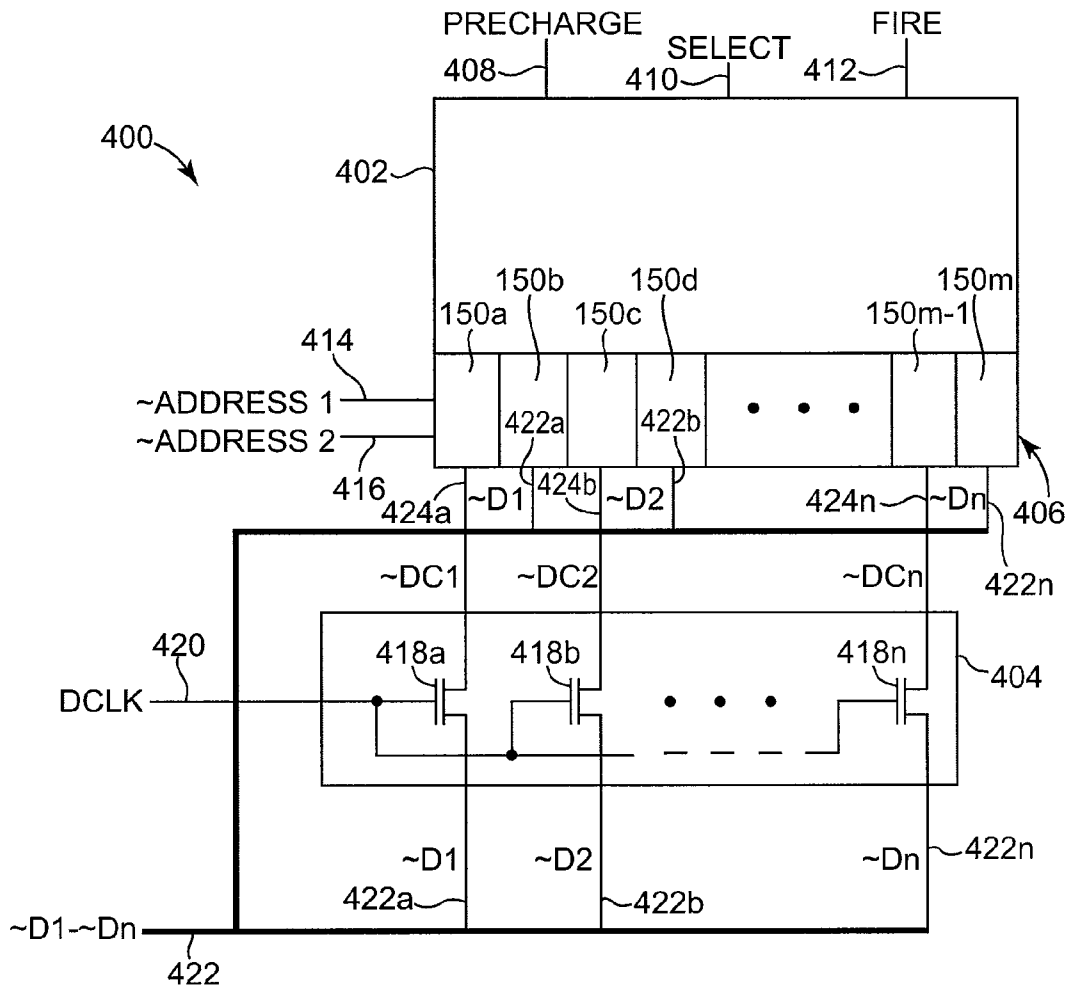 PRECHARGE
SELECT
FIRE
408
410
412
400
402
150a
150b
150c
150d
150m-1
150m
414
~ADDRESS 1
~ADDRESS 2
416
422a
422b
424a
~D1
424b
~D2
424n
~Dn
406
422n
~DC1
~DC2
~DCn
420
DCLK
418a
418b
418n
404
~D1
~D2
~Dn
422n
422a
422b
~D1-~Dn
422